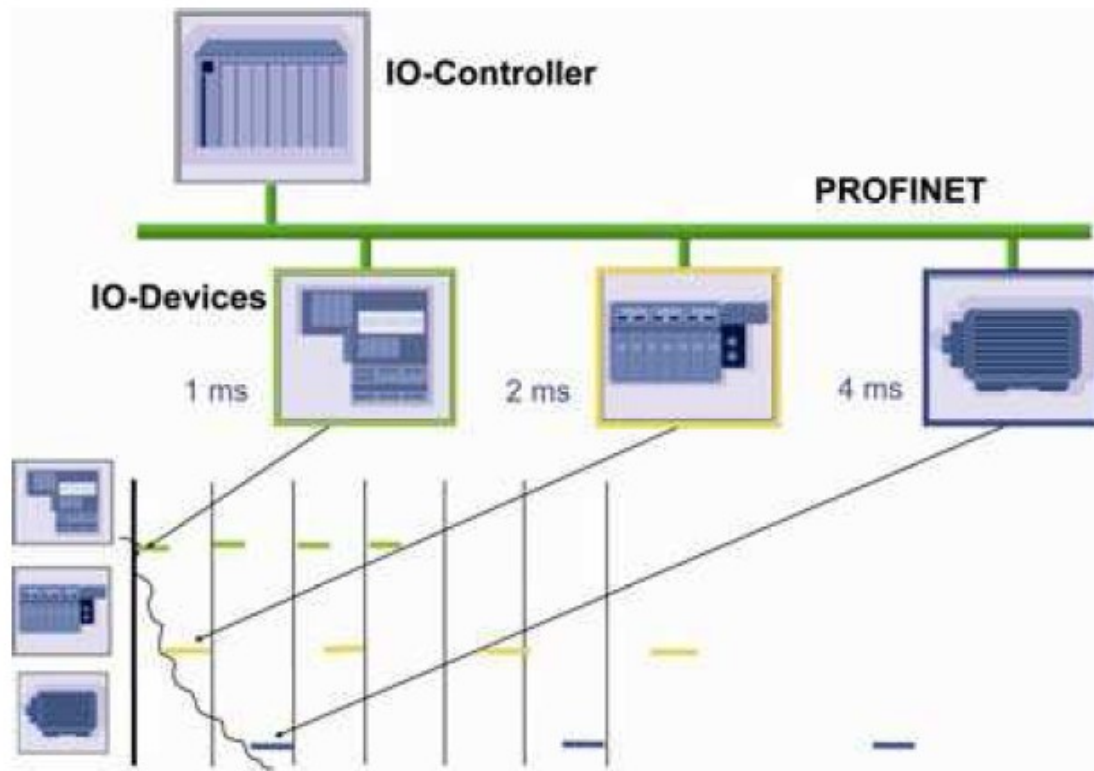 IO-Controller
PROFINET
IO-Devices
1 ms
2 ms
4 ms